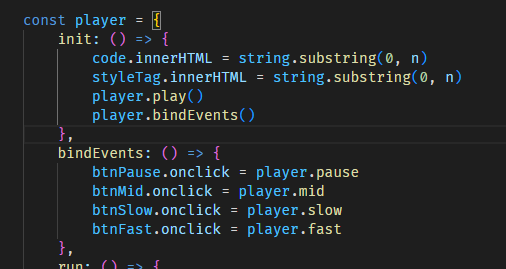 const player = {
init: () => {
code.innerHTML = string.substring(0, n)
styleTag.innerHTML = string.substring(0, n)
player.play()
player.bindEvents()
},
bindEvents: () => {
btnPause.onclick = player.pause
btnMid.onclick = player.mid
btnSlow.onclick = player.slow
btnFast.onclick = player.fast
},
run: () => {